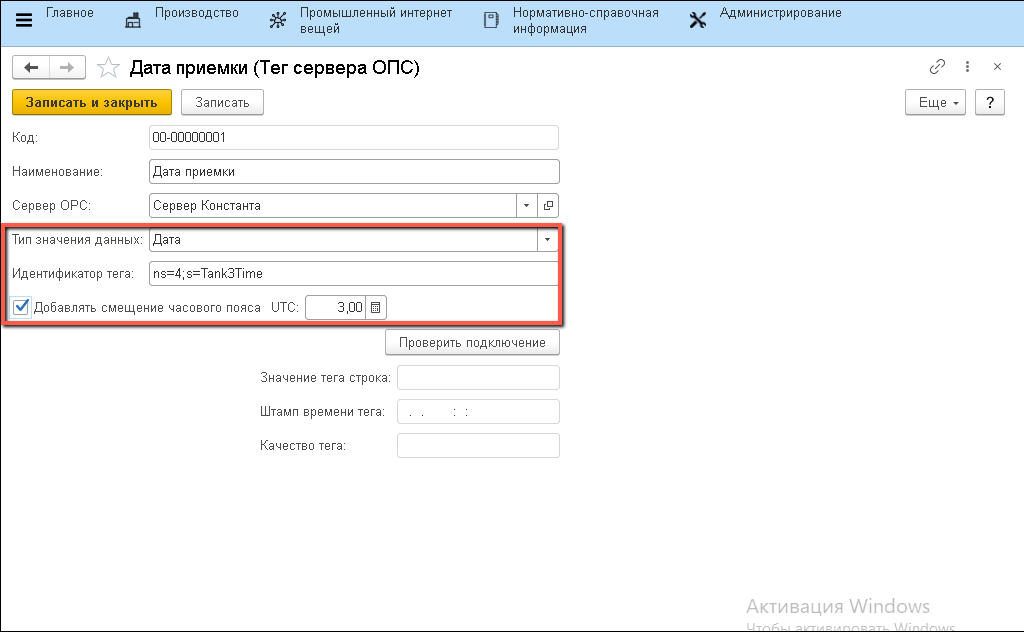 Главное
Производство
Промышленный интернет
вещей
Нормативно-справочная
информация
Администрирование
Дата приемки (Тег сервера ОПС)
Записать и закрыть
Записать
Еще
?
Код: 00-00000001
Наименование: Дата приемки
Сервер OPC: Сервер Константа
Тип значения данных: Дата
Идентификатор тега: ns=4;s=Tank3Time
Добавлять смещение часового пояса UTC: 3,00
Проверить подключение
Значение тега строка:
Штамп времени тега: . . : :
Качество тега:
Активация Windows
Чтобы активировать Windows